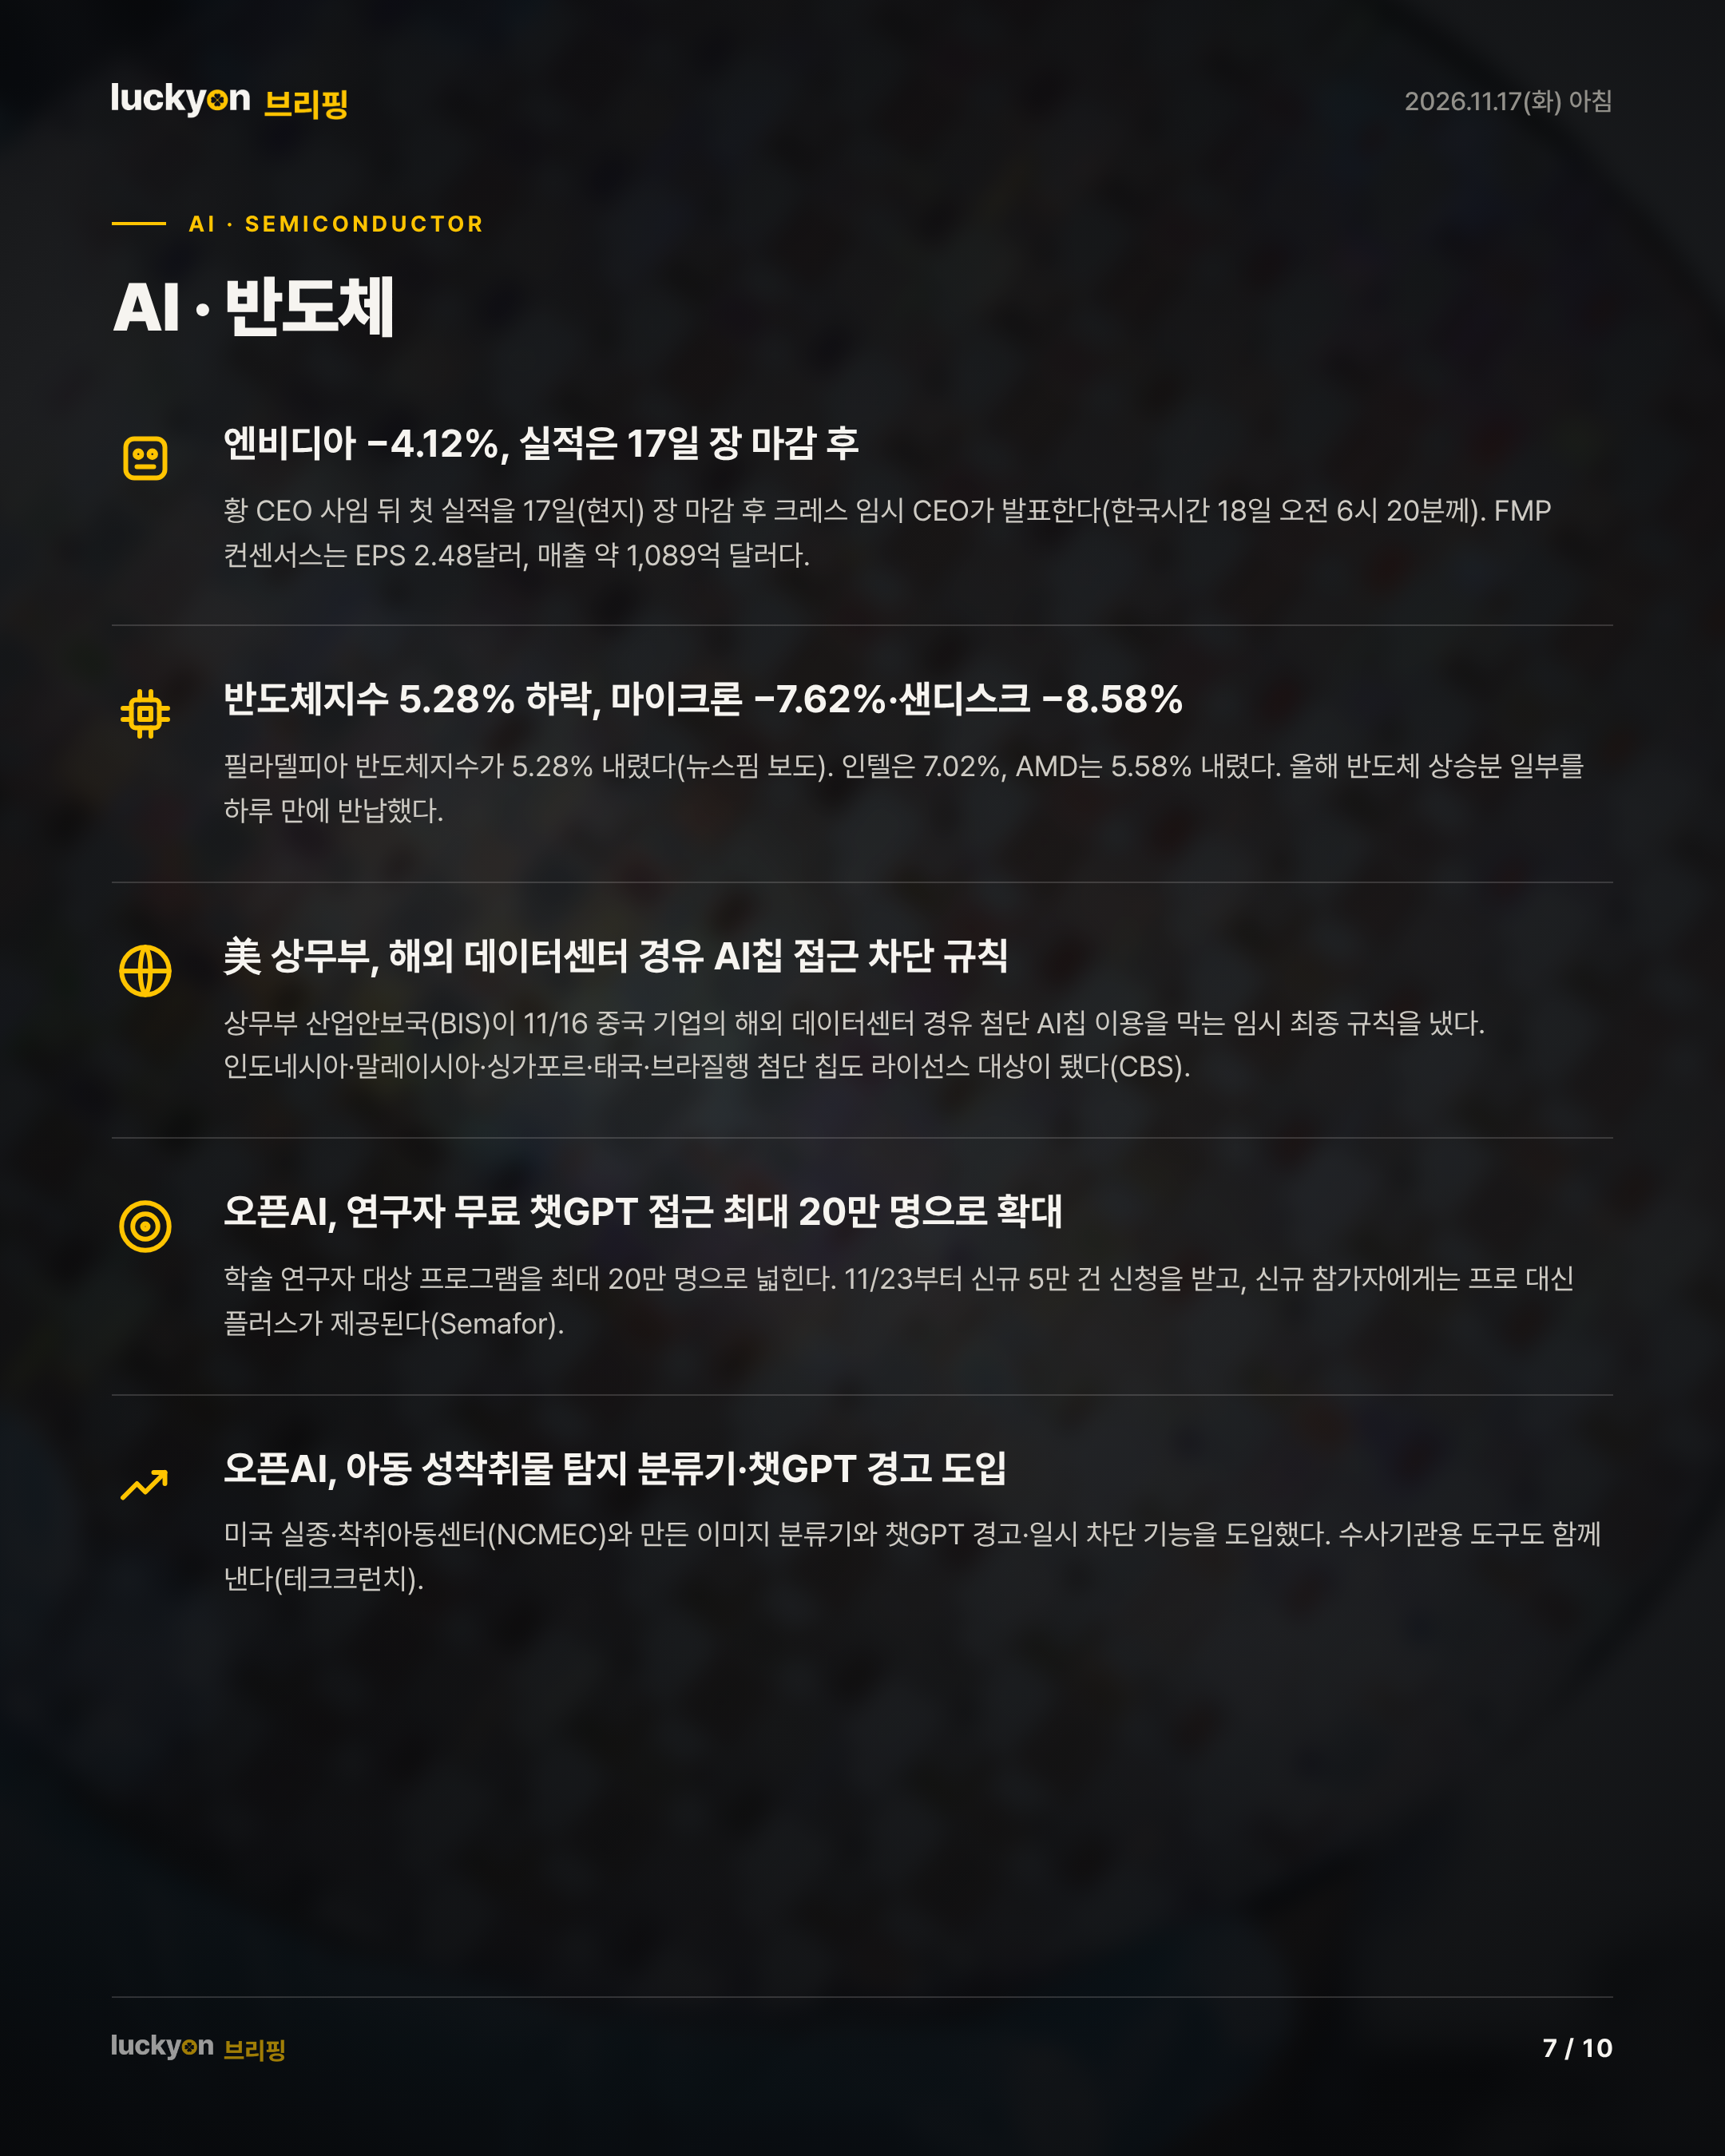 luckyon 브리핑
2026.11.17(화) 아침
AI · SEMICONDUCTOR
AI · 반도체
엔비디아 −4.12%, 실적은 17일 장 마감 후
황 CEO 사임 뒤 첫 실적을 17일(현지) 장 마감 후 크레스 임시 CEO가 발표한다(한국시간 18일 오전 6시 20분께). FMP
컨센서스는 EPS 2.48달러, 매출 약 1,089억 달러다.
반도체지수 5.28% 하락, 마이크론 −7.62%·샌디스크 −8.58%
필라델피아 반도체지수가 5.28% 내렸다(뉴스핌 보도). 인텔은 7.02%, AMD는 5.58% 내렸다. 올해 반도체 상승분 일부를
하루 만에 반납했다.
美 상무부, 해외 데이터센터 경유 AI칩 접근 차단 규칙
상무부 산업안보국(BIS)이 11/16 중국 기업의 해외 데이터센터 경유 첨단 AI칩 이용을 막는 임시 최종 규칙을 냈다.
인도네시아·말레이시아·싱가포르·태국·브라질행 첨단 칩도 라이선스 대상이 됐다(CBS).
오픈AI, 연구자 무료 챗GPT 접근 최대 20만 명으로 확대
학술 연구자 대상 프로그램을 최대 20만 명으로 넓힌다. 11/23부터 신규 5만 건 신청을 받고, 신규 참가자에게는 프로 대신
플러스가 제공된다(Semafor).
오픈AI, 아동 성착취물 탐지 분류기·챗GPT 경고 도입
미국 실종·착취아동센터(NCMEC)와 만든 이미지 분류기와 챗GPT 경고·일시 차단 기능을 도입했다. 수사기관용 도구도 함께
낸다(테크크런치).
luckyon 브리핑
7 / 10